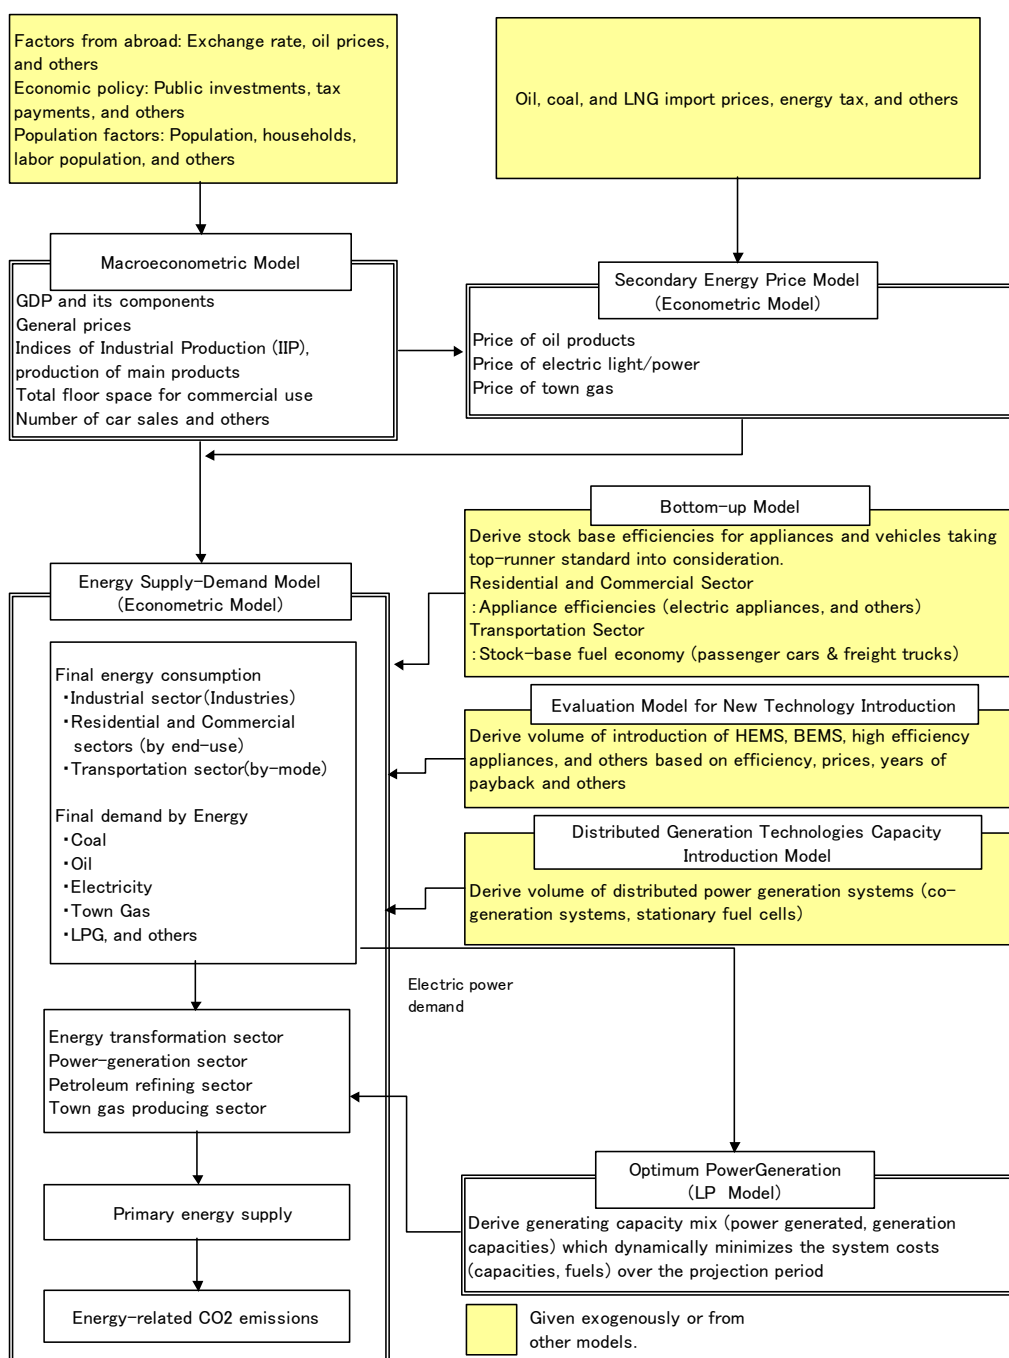 Factors from abroad: Exchange rate, oil prices,
and others
Economic policy: Public investments, tax
payments, and others
Population factors: Population, households,
labor population, and others
Oil, coal, and LNG import prices, energy tax, and others
Macroeconometric Model
GDP and its components
General prices
Indices of Industrial Production (IIP),
production of main products
Total floor space for commercial use
Number of car sales and others
Secondary Energy Price Model
(Econometric Model)
Price of oil products
Price of electric light/power
Price of town gas
Bottom-up Model
Derive stock base efficiencies for appliances and vehicles taking
top-runner standard into consideration.
Residential and Commercial Sector
:Appliance efficiencies (electric appliances, and others)
Transportation Sector
:Stock-base fuel economy (passenger cars & freight trucks)
Energy Supply-Demand Model
(Econometric Model)
Final energy consumption
・Industrial sector(Industries)
・Residential and Commercial
sectors (by end-use)
・Transportation sector(by-mode)
Final demand by Energy
・Coal
・Oil
・Electricity
・Town Gas
・LPG, and others
Evaluation Model for New Technology Introduction
Derive volume of introduction of HEMS, BEMS, high efficiency
appliances, and others based on efficiency, prices, years of
payback and others
Distributed Generation Technologies Capacity
Introduction Model
Derive volume of distributed power generation systems (co-
generation systems, stationary fuel cells)
Electric power
demand
Energy transformation sector
Power-generation sector
Petroleum refining sector
Town gas producing sector
Optimum PowerGeneration
(LP Model)
Derive generating capacity mix (power generated, generation
capacities) which dynamically minimizes the system costs
(capacities, fuels) over the projection period
Primary energy supply
Energy-related CO2 emissions
Given exogenously or from
other models.